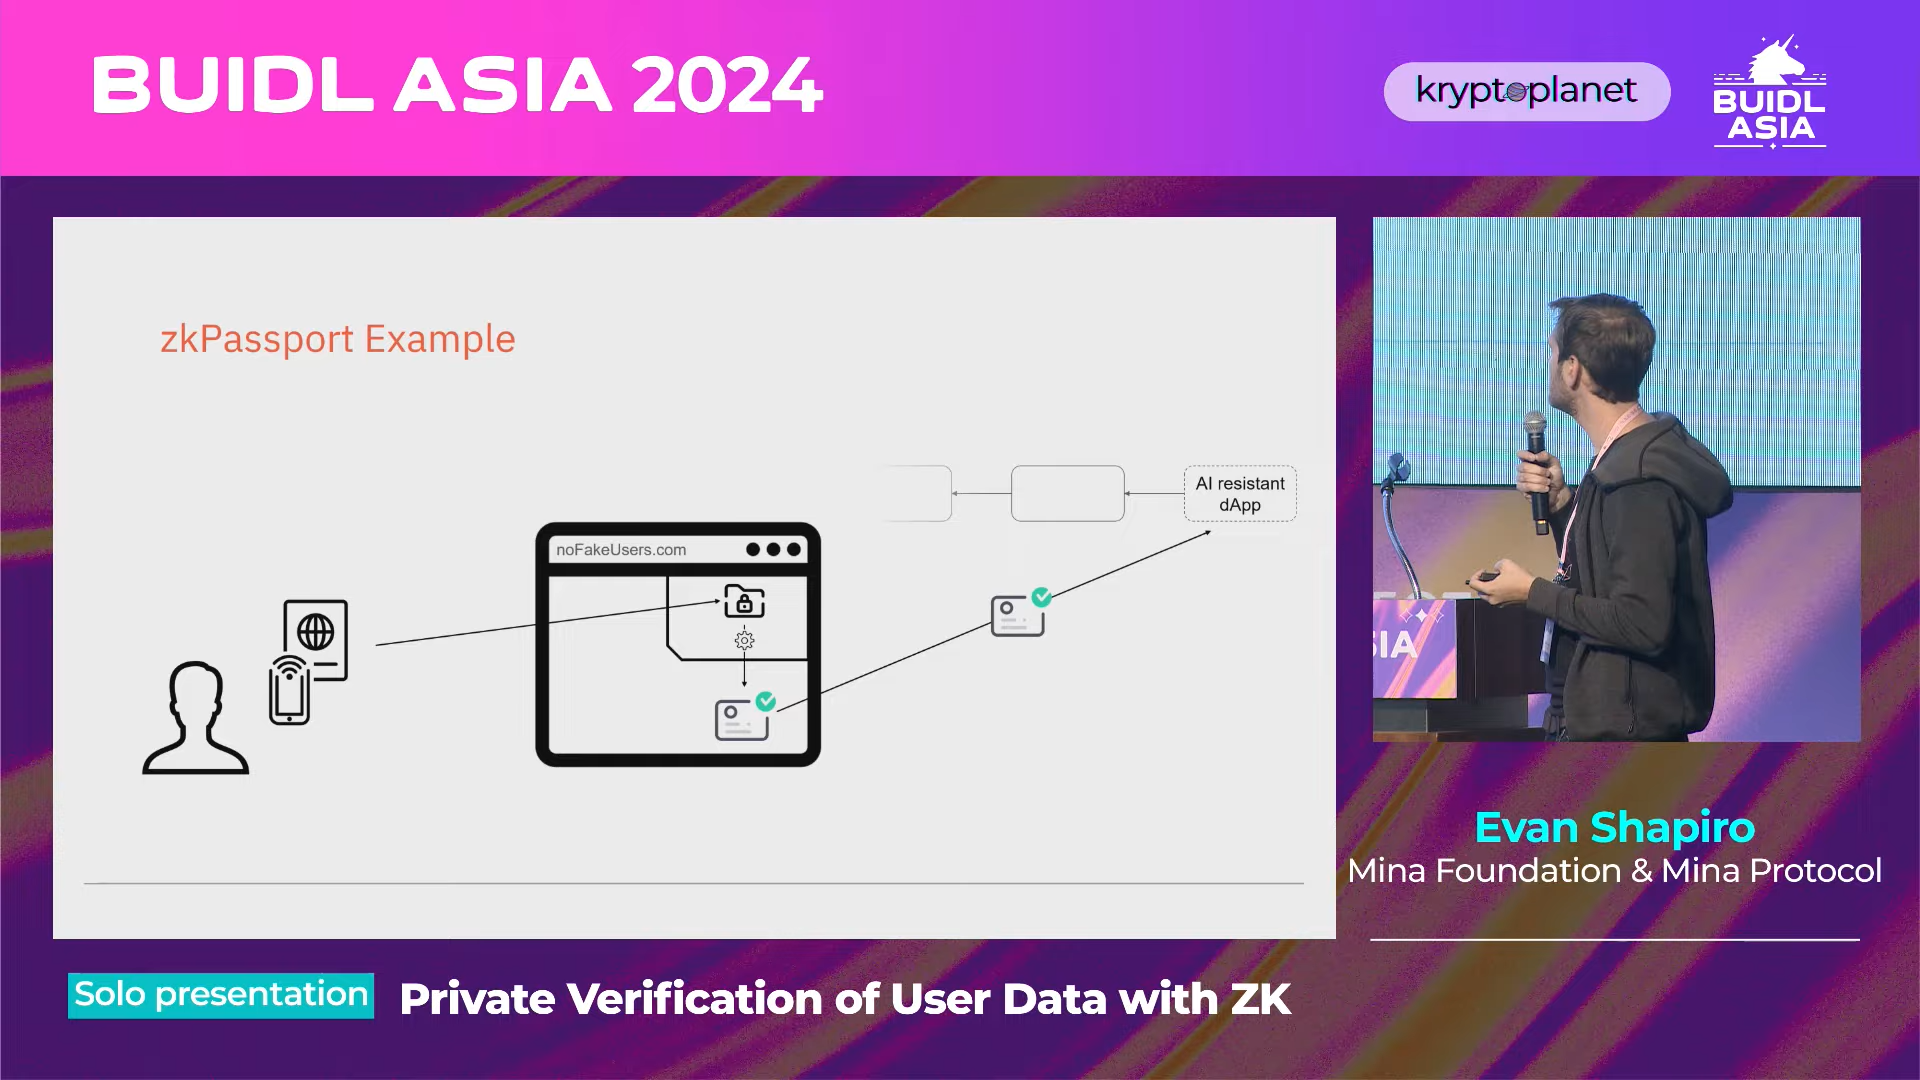 BUIDL ASIA 2024
kryptoplanet
BUIDL
ASIA
zkPassport Example
AI resistant
dApp
noFakeUsers.com
SIA
Evan Shapiro
Mina Foundation & Mina Protocol
Solo presentation
Private Verification of User Data with ZK